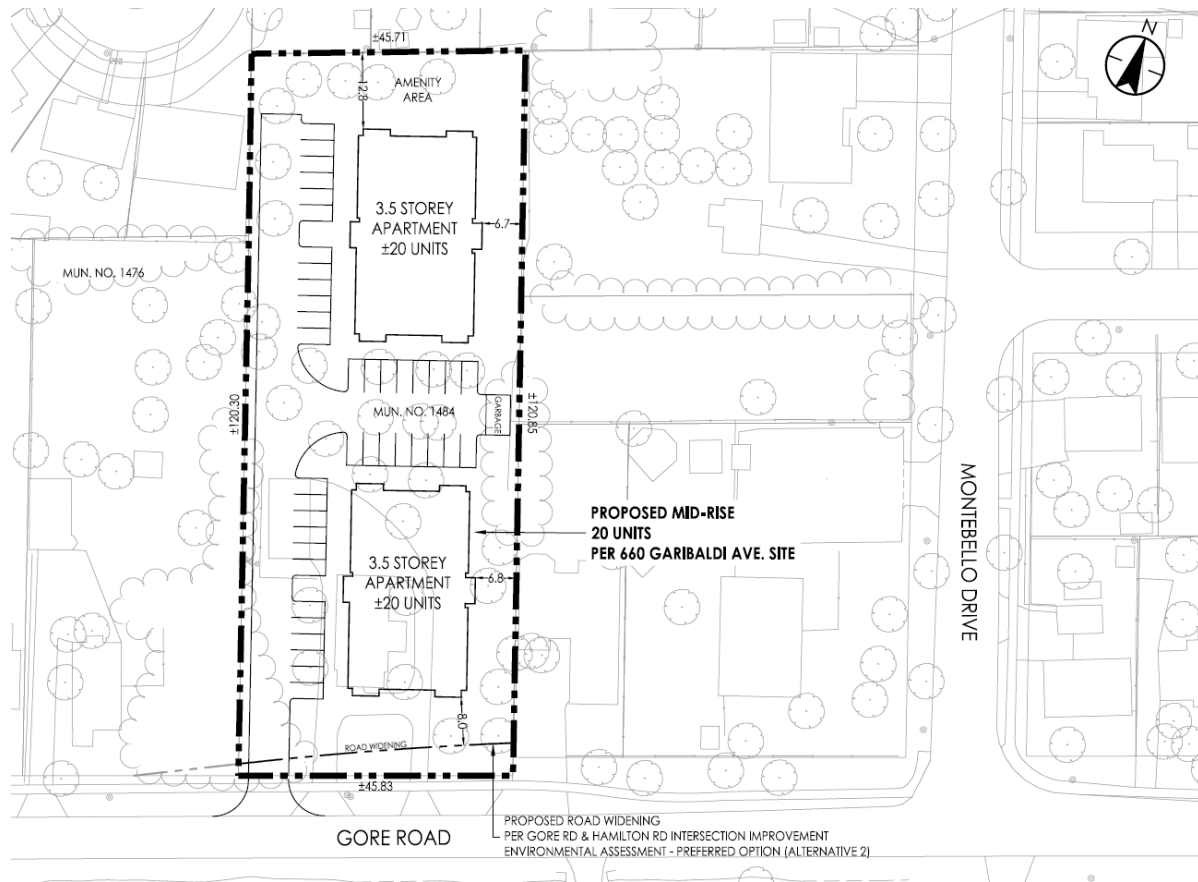 ±45.71
N
AMENITY
AREA
12.8
3.5 STOREY
APARTMENT
±20 UNITS
6.7
MUN. NO. 1476
±120.30
MUN. NO. 1484
GARBAGE
±120.85
PROPOSED MID-RISE
20 UNITS
PER 660 GARIBALDI AVE. SITE
MONTEBELLO DRIVE
3.5 STOREY
APARTMENT
±20 UNITS
6.8
8.0
ROAD WIDENING
±45.83
GORE ROAD
PROPOSED ROAD WIDENING
PER GORE RD & HAMILTON RD INTERSECTION IMPROVEMENT
ENVIRONMENTAL ASSESSMENT - PREFERRED OPTION (ALTERNATIVE 2)